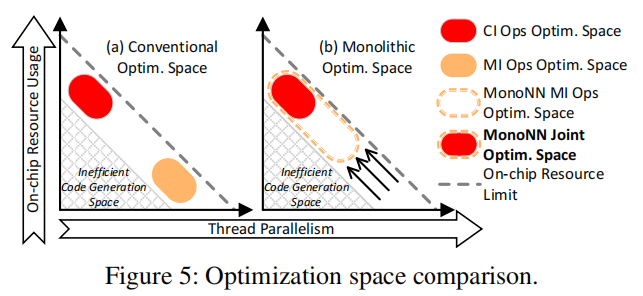 On-chip Resource Usage
(a) Conventional
Optim. Space
Inefficient
Code Generation
Space
(b) Monolithic
Optim. Space
Inefficient
Code Generation
Space
Thread Parallelism
CI Ops Optim. Space
MI Ops Optim. Space
MonoNN MI Ops
Optim. Space
MonoNN Joint
Optim. Space
On-chip Resource
Limit
Figure 5: Optimization space comparison.